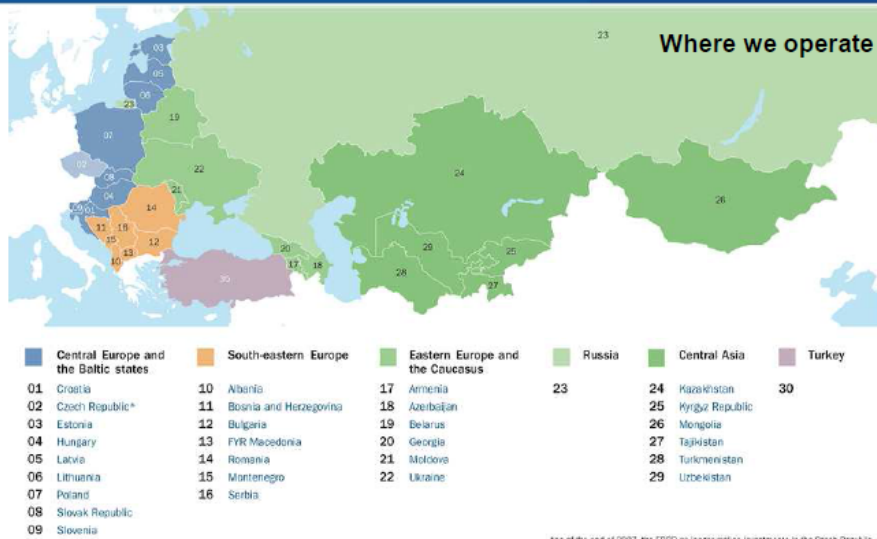 Where we operate
23
03
05
06
23
19
07
02
22
08
04
21
09 01
14
11
16
15
12
13
10
20
17
18
30
24
29
25
28
27
26
Central Europe and
the Baltic states
01 Croatia
02 Czech Republic*
03 Estonia
04 Hungary
05 Latvia
06 Lithuania
07 Poland
08 Slovak Republic
09 Slovenia
South-eastern Europe
10 Albania
11 Bosnia and Herzegovina
12 Bulgaria
13 FYR Macedonia
14 Romania
15 Montenegro
16 Serbia
Eastern Europe and
the Caucasus
17 Armenia
18 Azerbaijan
19 Belarus
20 Georgia
21 Moldova
22 Ukraine
Russia
23
Central Asia
24 Kazakhstan
25 Kyrgyz Republic
26 Mongolia
27 Tajikistan
28 Turkmenistan
29 Uzbekistan
Turkey
30